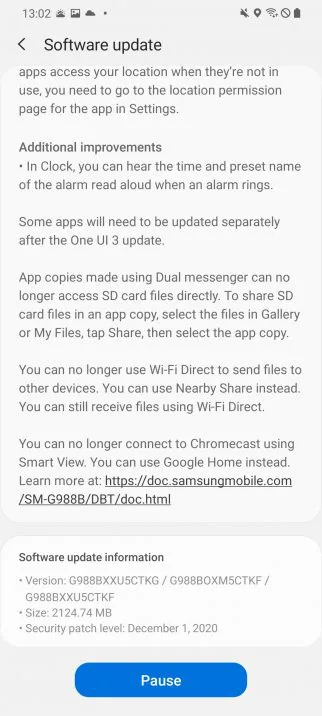 13:02
Software update
apps access your location when they're not in
use, you need to go to the location permission
page for the app in Settings.
Additional improvements
• In Clock, you can hear the time and preset name
of the alarm read aloud when an alarm rings.
Some apps will need to be updated separately
after the One UI 3 update.
App copies made using Dual messenger can no
longer access SD card files directly. To share SD
card files in an app copy, select the files in Gallery
or My Files, tap Share, then select the app copy.
You can no longer use Wi-Fi Direct to send files to
other devices. You can use Nearby Share instead.
You can still receive files using Wi-Fi Direct.
You can no longer connect to Chromecast using
Smart View. You can use Google Home instead.
Learn more at: https://doc.samsungmobile.com
/SM-G988B/DBT/doc.html
Software update information
• Version: G988BXXU5CTKG / G988BOXM5CTKF /
G988BXXU5CTKF
• Size: 2124.74 MB
• Security patch level: December 1, 2020
Pause